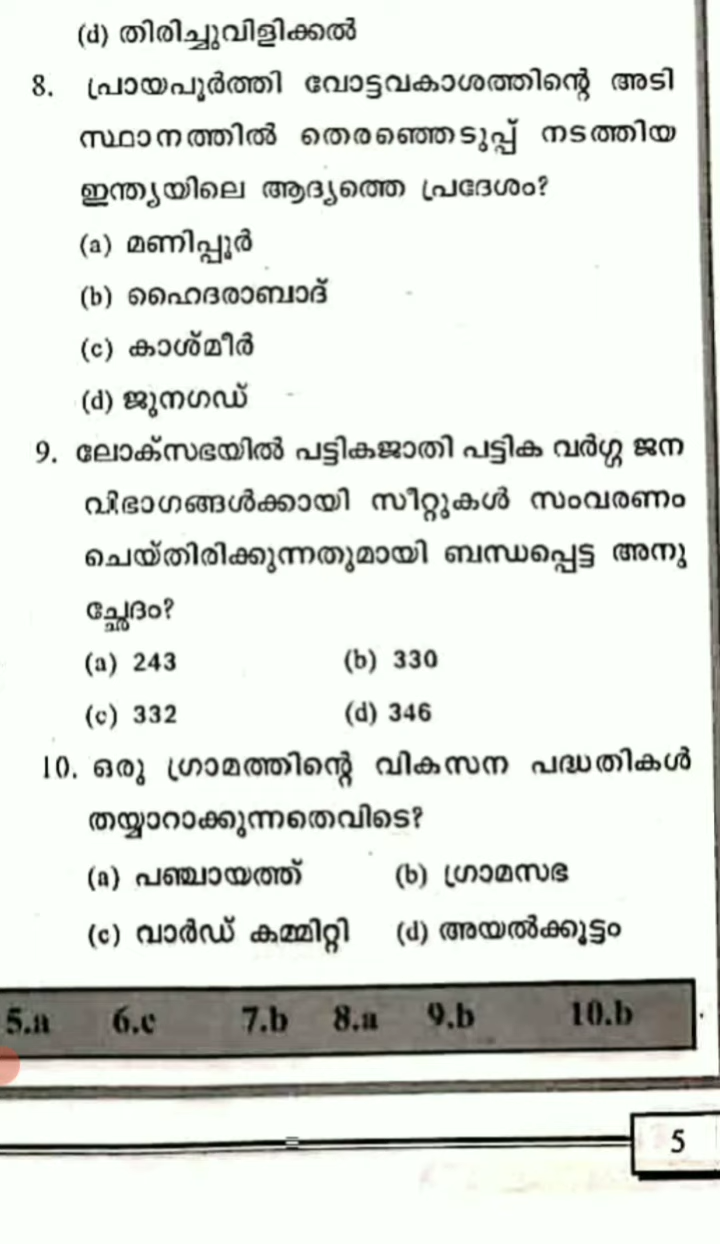 (d) തിരിച്ചുവിളിക്കൽ
8. പ്രായപൂർത്തി വോട്ടവകാശത്തിന്റെ അടി
സ്ഥാനത്തിൽ തെരഞ്ഞെടുപ്പ് നടത്തിയ
ഇന്ത്യയിലെ ആദ്യത്തെ പ്രദേശം?
(a) മണിപ്പൂർ
(b) ഹൈദരാബാദ്
(c) കാശ്മീർ
(d) ജുനഗഡ്
9. ലോക്സഭയിൽ പട്ടികജാതി പട്ടിക വർഗ്ഗ ജന
വിഭാഗങ്ങൾക്കായി സീറ്റുകൾ സംവരണം
ചെയ്തിരിക്കുന്നതുമായി ബന്ധപ്പെട്ട അനു
ച്ഛേദം?
(a) 243 (b) 330
(c) 332 (d) 346
10. ഒരു ഗ്രാമത്തിന്റെ വികസന പദ്ധതികൾ
തയ്യാറാക്കുന്നതെവിടെ?
(a) പഞ്ചായത്ത് (b) ഗ്രാമസഭ
(c) വാർഡ് കമ്മിറ്റി (d) അയൽക്കൂട്ടം
5.a 6.c 7.b 8.a 9.b 10.b
5